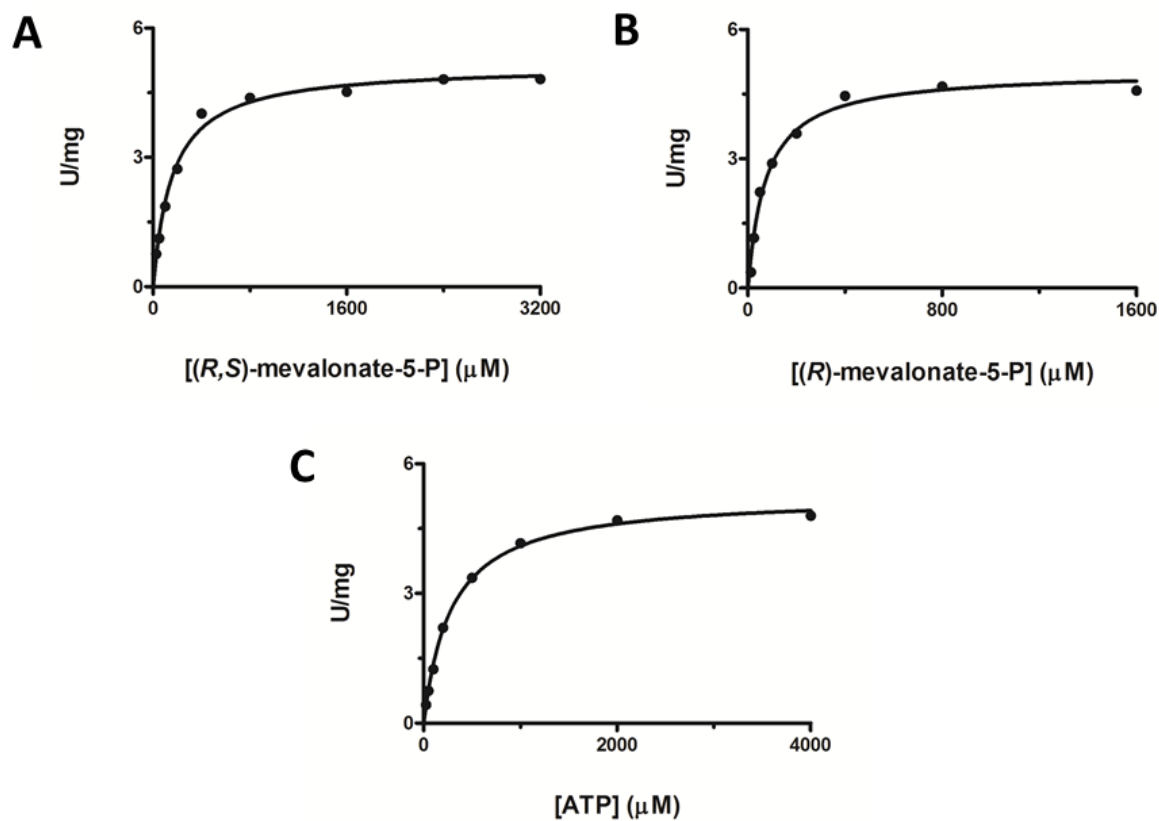 A
6
3
0
U/mg
0
1600
3200
[(R,S)-mevalonate-5-P] (μM)
B
6
3
0
U/mg
0
800
1600
[(R)-mevalonate-5-P] (μM)
C
6
3
0
U/mg
0
2000
4000
[ATP] (μM)